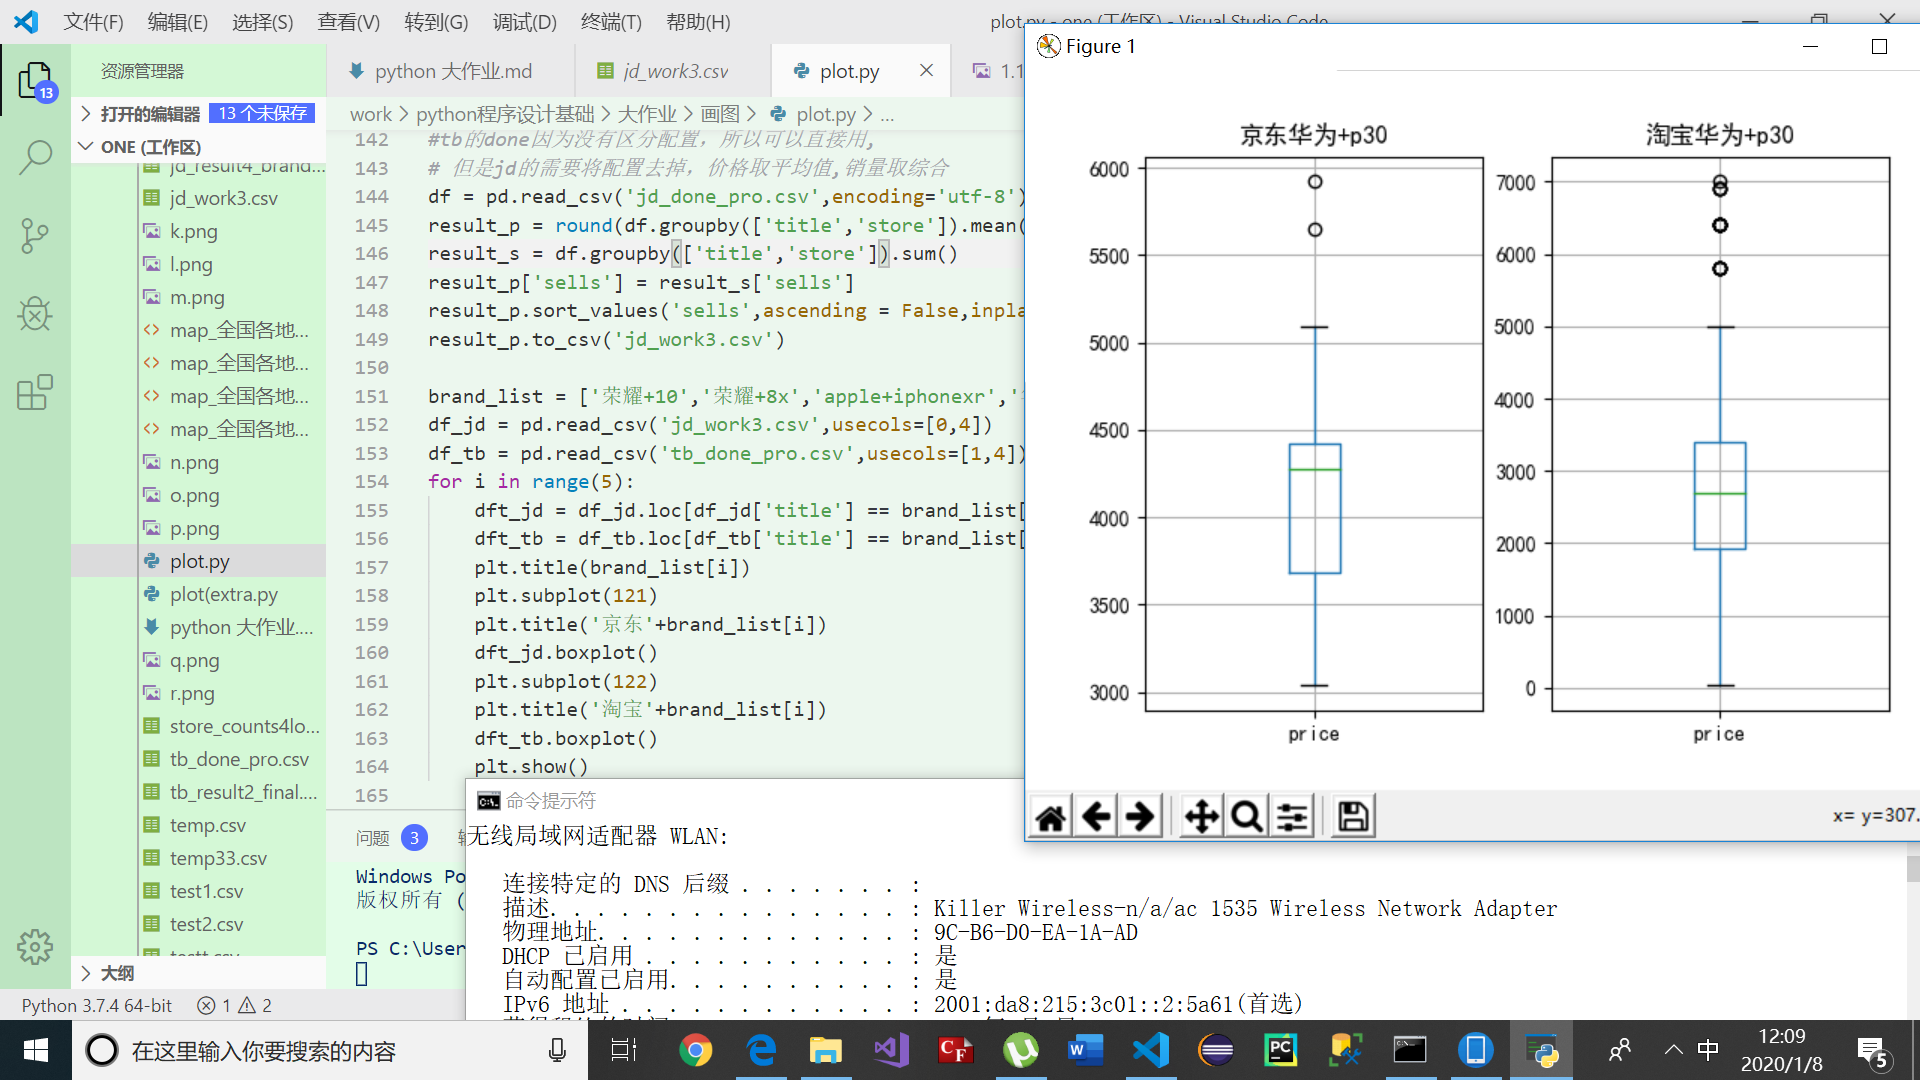 文件(F) 编辑(E) 选择(S) 查看(V) 转到(G) 调试(D) 终端(T) 帮助(H)
plot.py - one (工作区) - Visual Studio Code
资源管理器
打开的编辑器 13 个未保存
ONE (工作区)
13
jd_result4_brand...
jd_work3.csv
k.png
l.png
m.png
map_全国各地...
map_全国各地...
map_全国各地...
map_全国各地...
n.png
o.png
p.png
plot.py
plot(extra.py
python 大作业....
q.png
r.png
store_counts4lo...
tb_done_pro.csv
tb_result2_final....
temp.csv
temp33.csv
test1.csv
test2.csv
大纲
Python 3.7.4 64-bit 1 2
python 大作业.md jd_work3.csv plot.py 1.1
work > python程序设计基础 > 大作业 > 画图 > plot.py > ...
142 #tb的done因为没有区分配置，所以可以直接用,
143 # 但是jd的需要将配置去掉，价格取平均值,销量取综合
144 df = pd.read_csv('jd_done_pro.csv',encoding='utf-8')
145 result_p = round(df.groupby(['title','store']).mean(
146 result_s = df.groupby(['title','store']).sum()
147 result_p['sells'] = result_s['sells']
148 result_p.sort_values('sells',ascending = False,inpla
149 result_p.to_csv('jd_work3.csv')
150
151 brand_list = ['荣耀+10','荣耀+8x','apple+iphonexr','
152 df_jd = pd.read_csv('jd_work3.csv',usecols=[0,4])
153 df_tb = pd.read_csv('tb_done_pro.csv',usecols=[1,4])
154 for i in range(5):
155 dft_jd = df_jd.loc[df_jd['title'] == brand_list[
156 dft_tb = df_tb.loc[df_tb['title'] == brand_list[
157 plt.title(brand_list[i])
158 plt.subplot(121)
159 plt.title('京东'+brand_list[i])
160 dft_jd.boxplot()
161 plt.subplot(122)
162 plt.title('淘宝'+brand_list[i])
163 dft_tb.boxplot()
164 plt.show()
165
问题 3
Windows Po
版权所有 (
PS C:\User
Figure 1
京东华为+p30
6000
5500
5000
4500
4000
3500
3000
price
淘宝华为+p30
7000
6000
5000
4000
3000
2000
1000
0
price
x= y=307.
命令提示符
无线局域网适配器 WLAN:
连接特定的 DNS 后缀 . . . . . . . :
描述. . . . . . . . . . . . . . . : Killer Wireless-n/a/ac 1535 Wireless Network Adapter
物理地址. . . . . . . . . . . . . : 9C-B6-D0-EA-1A-AD
DHCP 已启用 . . . . . . . . . . . : 是
自动配置已启用. . . . . . . . . . : 是
IPv6 地址 . . . . . . . . . . . . : 2001:da8:215:3c01::2:5a61(首选)
在这里输入你要搜索的内容
中
12:09
2020/1/8
5